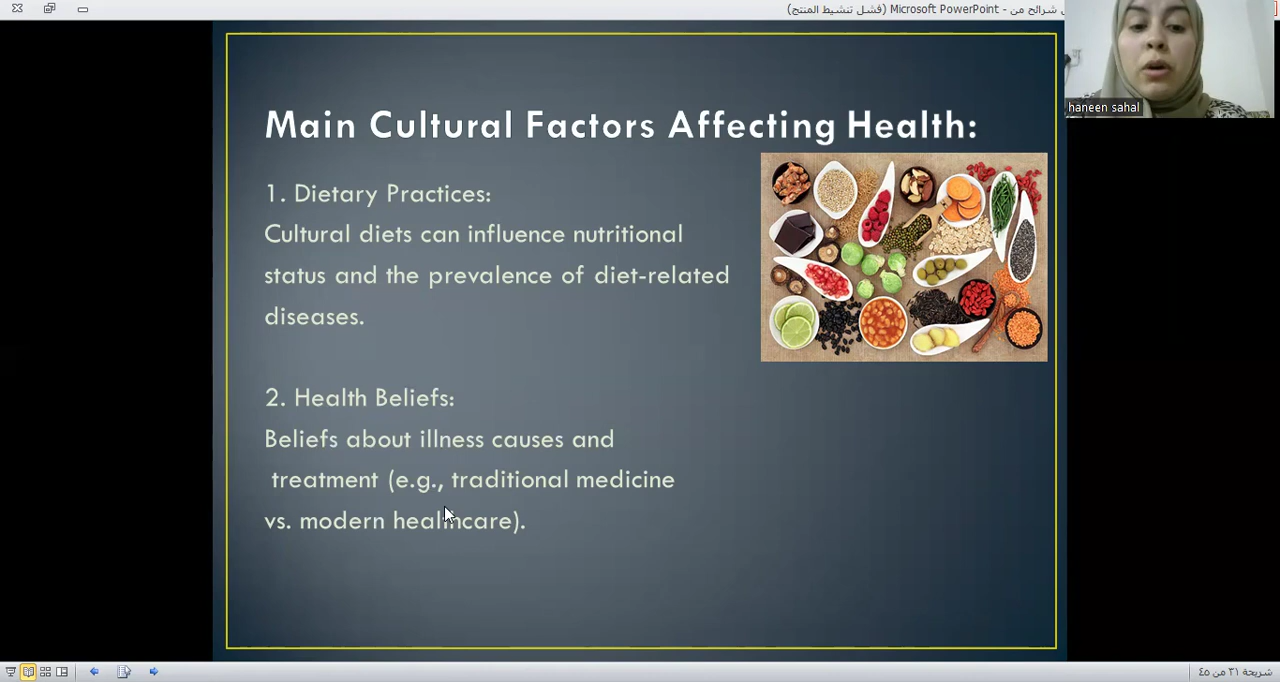 شرائح من - Microsoft PowerPoint (فشل تنشيط المنتج)
haneen sahal
Main Cultural Factors Affecting Health:
1. Dietary Practices:
Cultural diets can influence nutritional
status and the prevalence of diet-related
diseases.
2. Health Beliefs:
Beliefs about illness causes and
treatment (e.g., traditional medicine
vs. modern healthcare).
شريحة ٣١ من ٤٥